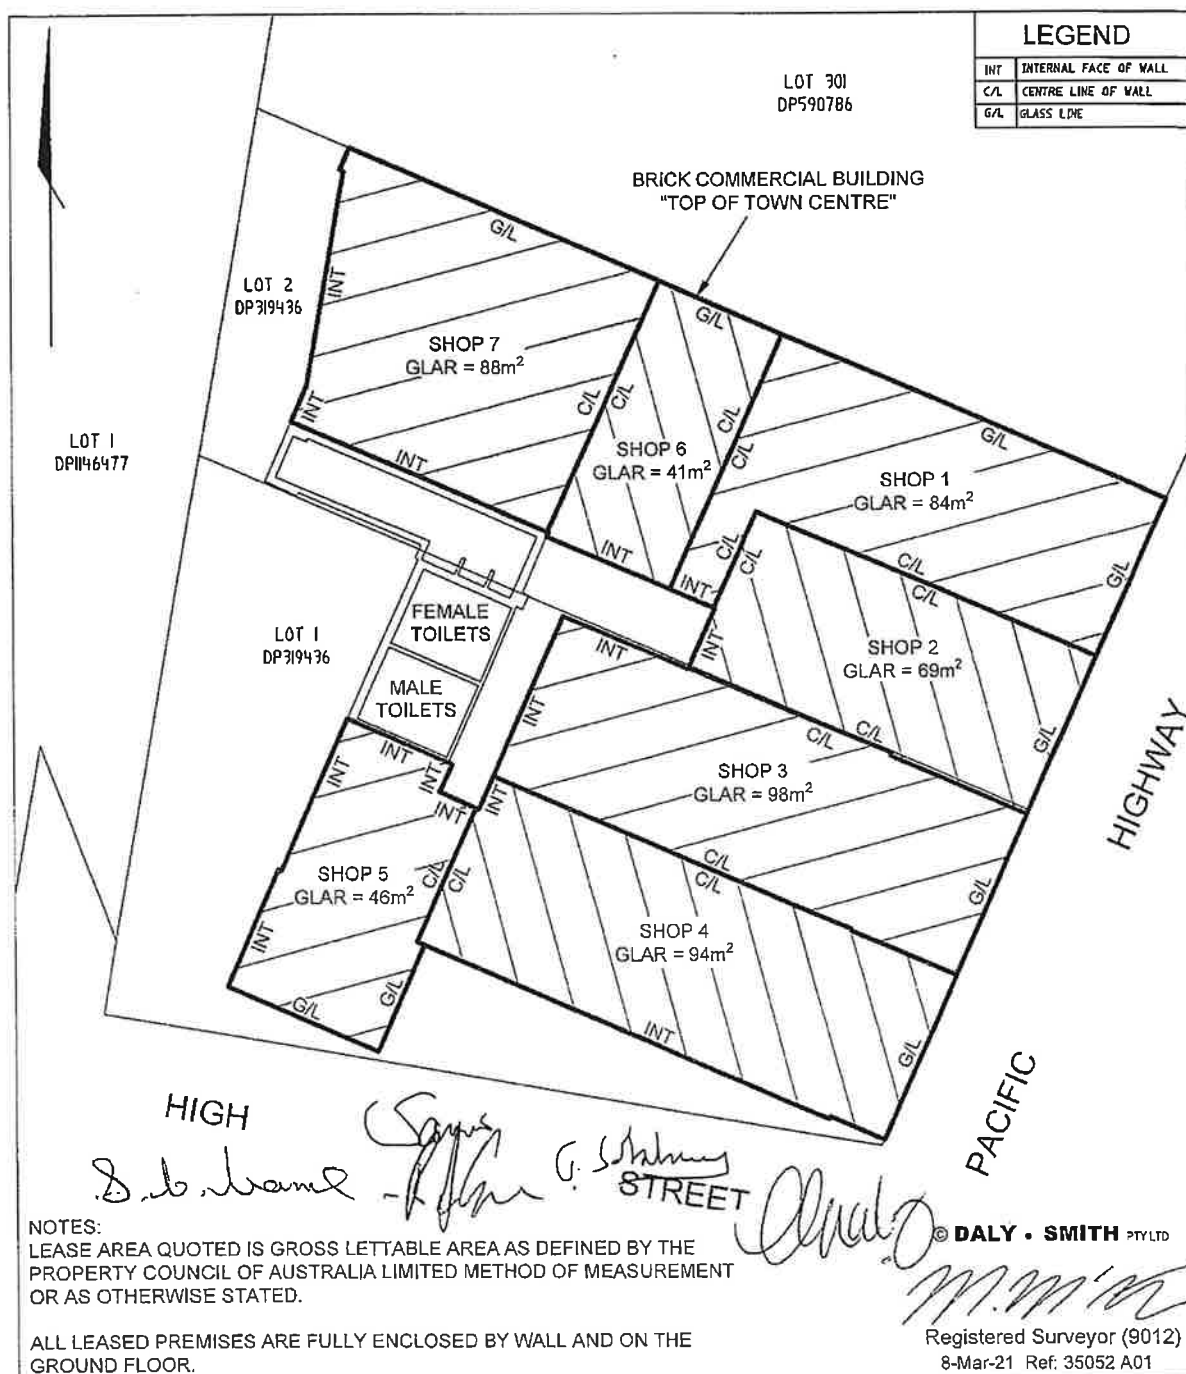 LEGEND
INT INTERNAL FACE OF WALL
C/L CENTRE LINE OF WALL
G/L GLASS LINE
LOT 301
DP590786
BRICK COMMERCIAL BUILDING
"TOP OF TOWN CENTRE"
LOT 2
DP319436
LOT 1
DP1146477
LOT 1
DP319436
SHOP 7
GLAR = 88m²
G/L
INT
INT
INT
C/L
SHOP 6
GLAR = 41m²
G/L
C/L
C/L
INT
SHOP 1
GLAR = 84m²
G/L
C/L
C/L
INT
C/L
G/L
SHOP 2
GLAR = 69m²
C/L
C/L
INT
C/L
G/L
FEMALE
TOILETS
MALE
TOILETS
SHOP 3
GLAR = 98m²
INT
INT
C/L
C/L
G/L
SHOP 4
GLAR = 94m²
INT
C/L
C/L
INT
G/L
SHOP 5
GLAR = 46m²
INT
INT
INT
INT
C/L
INT
G/L
G/L
HIGH
STREET
PACIFIC
HIGHWAY
NOTES:
LEASE AREA QUOTED IS GROSS LETTABLE AREA AS DEFINED BY THE
PROPERTY COUNCIL OF AUSTRALIA LIMITED METHOD OF MEASUREMENT
OR AS OTHERWISE STATED.
ALL LEASED PREMISES ARE FULLY ENCLOSED BY WALL AND ON THE
GROUND FLOOR.
© DALY . SMITH PTY LTD
Registered Surveyor (9012)
8-Mar-21 Ref: 35052 A01